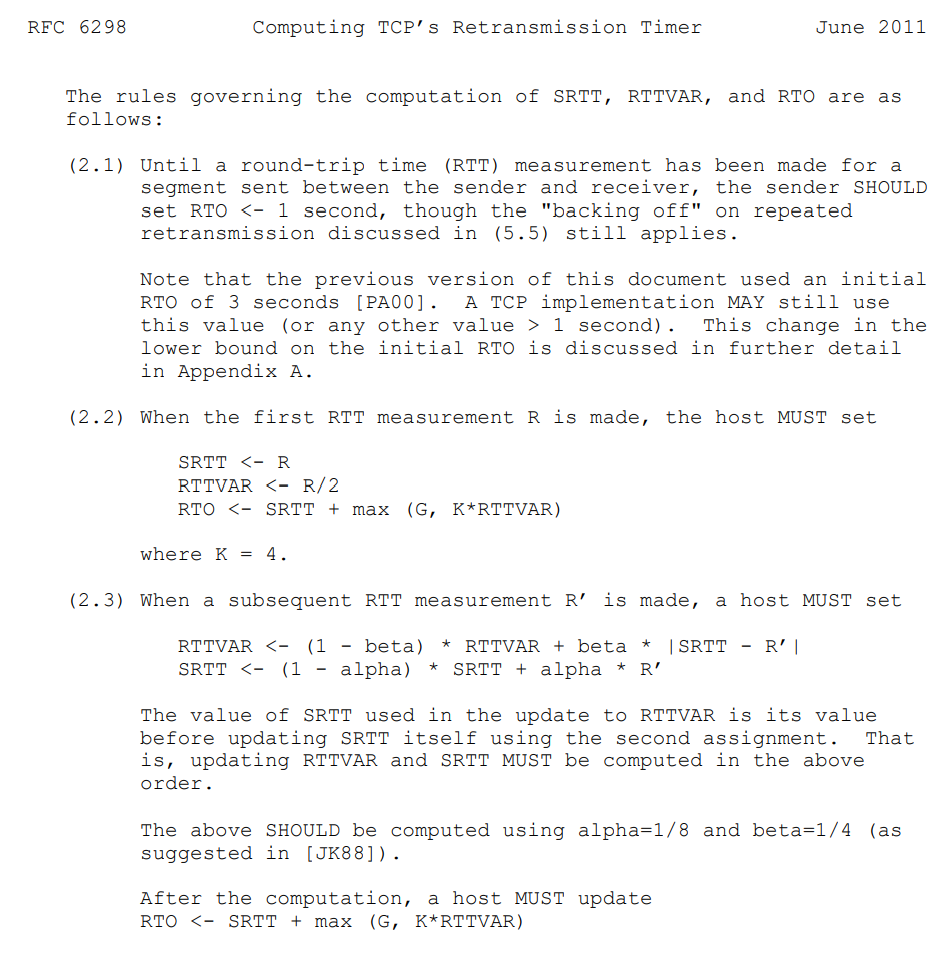 RFC 6298 Computing TCP's Retransmission Timer June 2011
The rules governing the computation of SRTT, RTTVAR, and RTO are as
follows:
(2.1) Until a round-trip time (RTT) measurement has been made for a
segment sent between the sender and receiver, the sender SHOULD
set RTO <- 1 second, though the "backing off" on repeated
retransmission discussed in (5.5) still applies.
Note that the previous version of this document used an initial
RTO of 3 seconds [PA00]. A TCP implementation MAY still use
this value (or any other value > 1 second). This change in the
lower bound on the initial RTO is discussed in further detail
in Appendix A.
(2.2) When the first RTT measurement R is made, the host MUST set
SRTT <- R
RTTVAR <- R/2
RTO <- SRTT + max (G, K*RTTVAR)
where K = 4.
(2.3) When a subsequent RTT measurement R' is made, a host MUST set
RTTVAR <- (1 - beta) * RTTVAR + beta * |SRTT - R'|
SRTT <- (1 - alpha) * SRTT + alpha * R'
The value of SRTT used in the update to RTTVAR is its value
before updating SRTT itself using the second assignment. That
is, updating RTTVAR and SRTT MUST be computed in the above
order.
The above SHOULD be computed using alpha=1/8 and beta=1/4 (as
suggested in [JK88]).
After the computation, a host MUST update
RTO <- SRTT + max (G, K*RTTVAR)